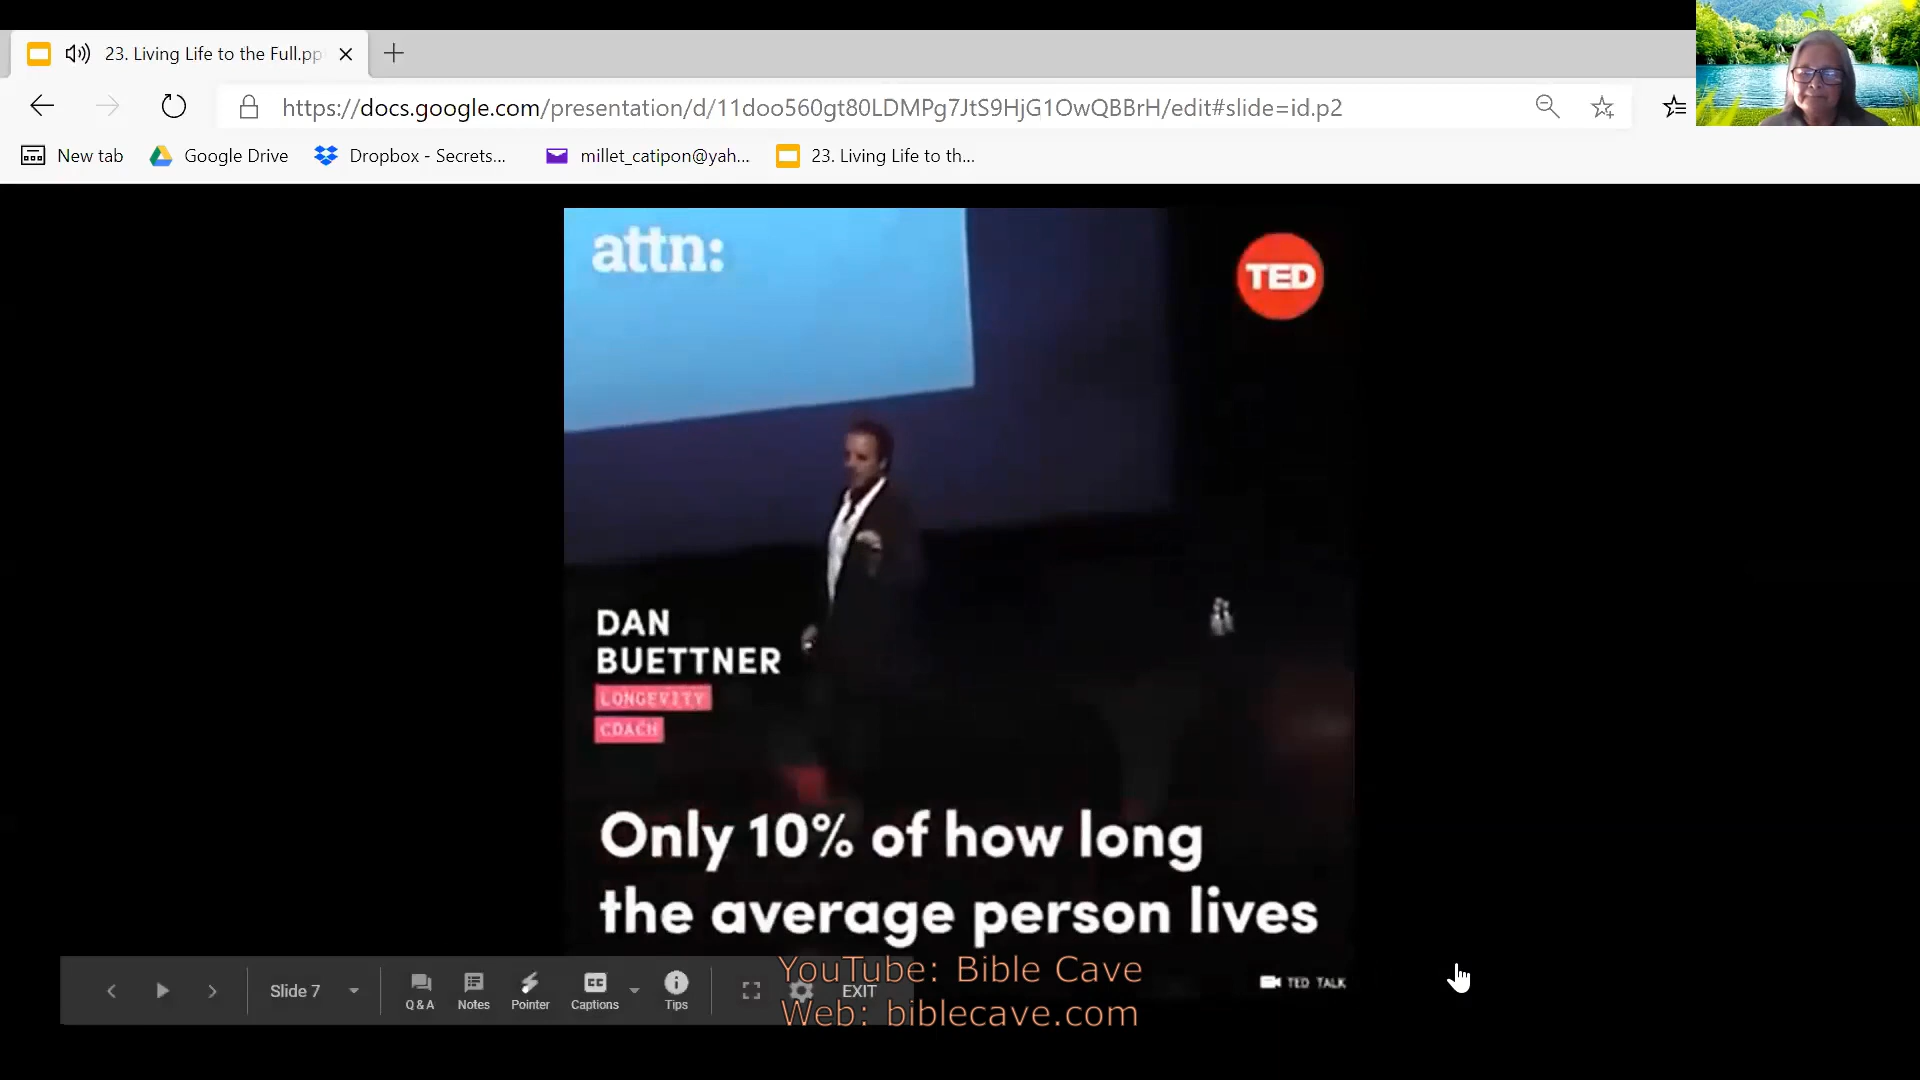 23. Living Life to the Full.pp
https://docs.google.com/presentation/d/11doo560gt80LDMPg7JtS9HjG1OwQBBrH/edit#slide=id.p2
New tab
Google Drive
Dropbox - Secrets...
millet_catipon@yah...
23. Living Life to th...
attn:
TED
DAN
BUETTNER
LONGEVITY
COACH
Only 10% of how long
the average person lives
TED TALK
Slide 7
Q & A
Notes
Pointer
Captions
Tips
EXIT
YouTube: Bible Cave
Web: biblecave.com